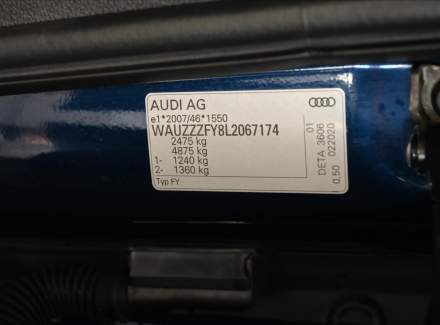 AUDI AG
e1*2007/46*1550
WAUZZZFY8L2067174
2475 kg
4875 kg
1- 1240 kg
2- 1360 kg
Typ FY
01
DETA 3606
0.50 022020